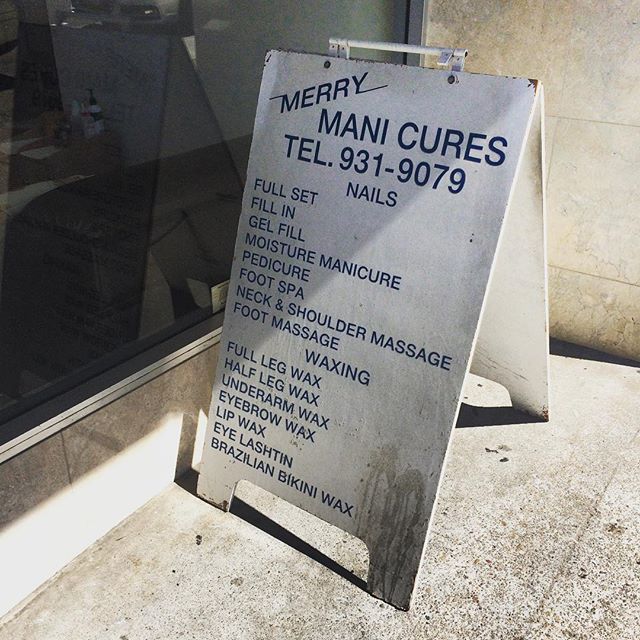 MERRY
MANI CURES
TEL. 931-9079
NAILS
FULL SET
FILL IN
GEL FILL
MOISTURE MANICURE
PEDICURE
FOOT SPA
NECK & SHOULDER MASSAGE
FOOT MASSAGE
WAXING
FULL LEG WAX
HALF LEG WAX
UNDERARM WAX
EYEBROW WAX
LIP WAX
EYE LASHTIN
BRAZILIAN BIKINI WAX